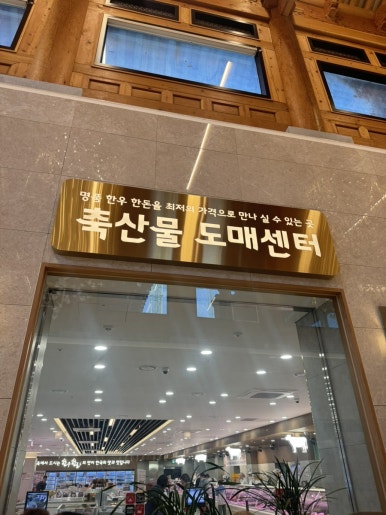 명품 한우 한돈을 최저의 가격으로 만나 실 수 있는 곳
축산물 도매센터